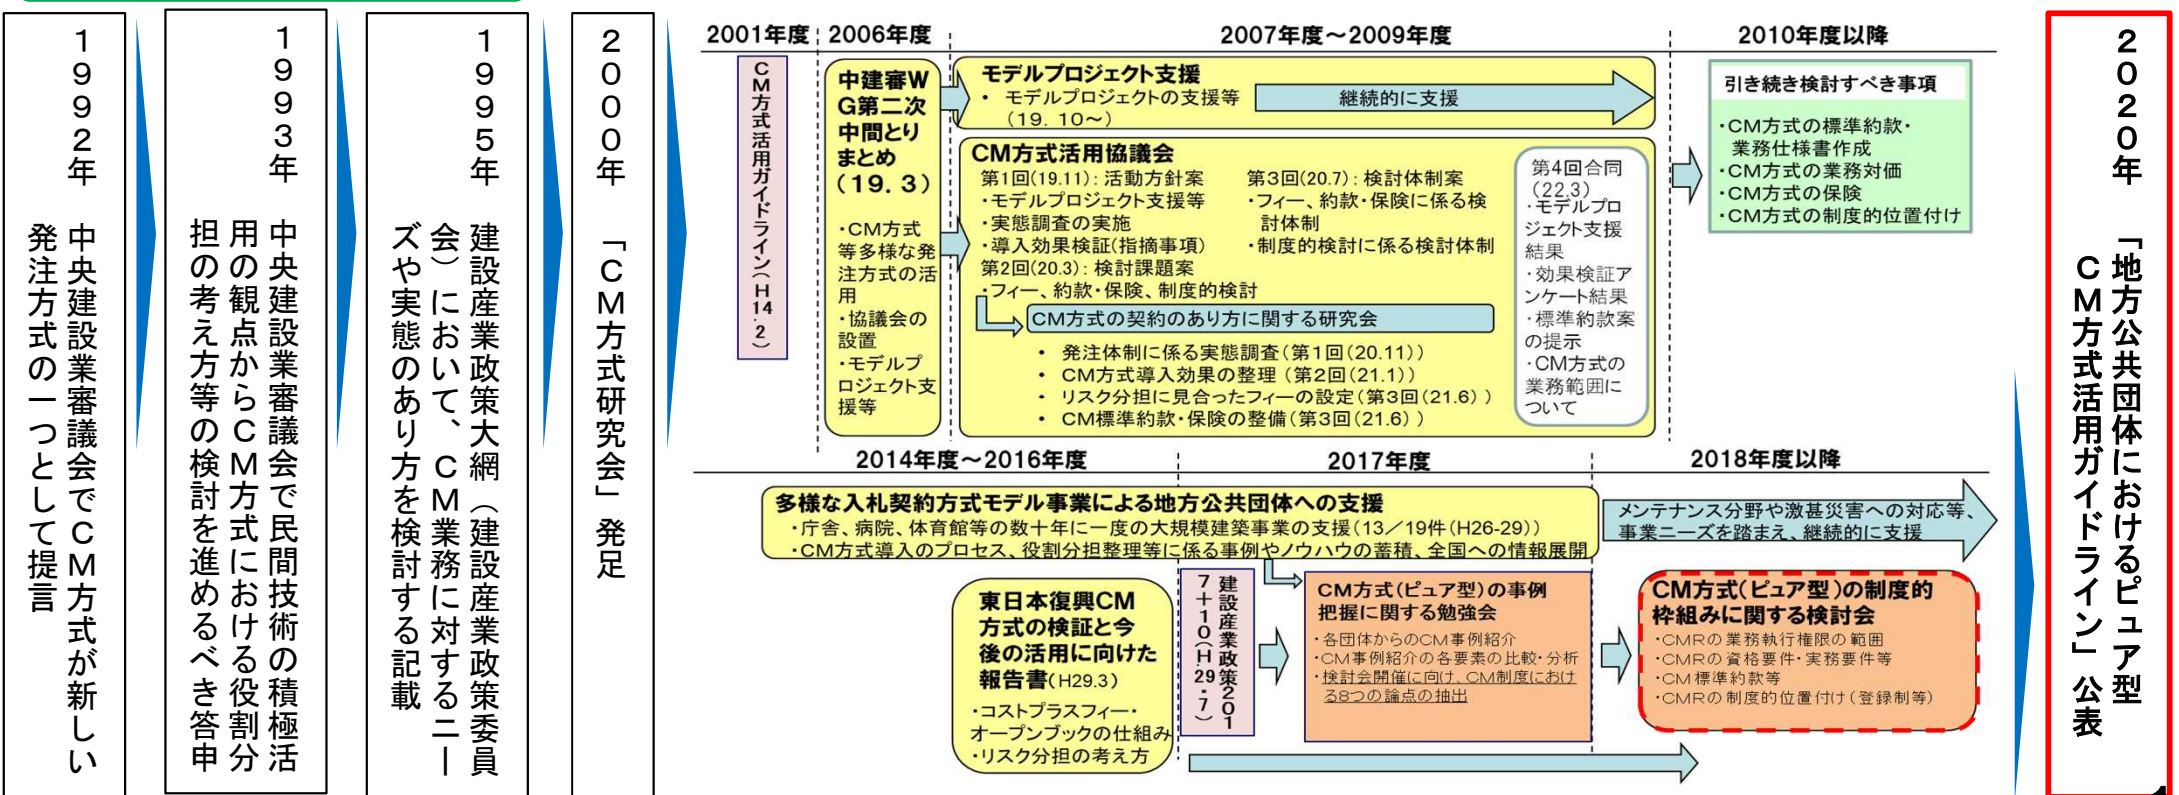 1992年 中央建設業審議会でCM方式が新しい
発注方式の一つとして提言
1993年 中央建設業審議会で民間技術の積極活
用の観点からCM方式における役割分
担の考え方等の検討を進めるべき答申
1995年 建設産業政策大綱（建設産業政策委員
会）において、CM業務に対するニー
ズや実態のあり方を検討する記載
2000年 「CM方式研究会」発足
2001年度
CM方式活用ガイドライン（H14.2）
2006年度
中建審W
G第二次
中間とり
まとめ
（19.3）
・CM方式
等多様な発
注方式の活
用
・協議会の
設置
・モデルプ
ロジェクト支
援等
2007年度～2009年度
モデルプロジェクト支援
・ モデルプロジェクトの支援等
（19.10～）
継続的に支援
CM方式活用協議会
第1回(19.11)：活動方針案
・モデルプロジェクト支援等
・実態調査の実施
・導入効果検証(指摘事項)
第2回(20.3)：検討課題案
・フィー、約款・保険、制度的検討
第3回(20.7)：検討体制案
・フィー、約款・保険に係る検
討体制
・制度的検討に係る検討体制
CM方式の契約のあり方に関する研究会
・ 発注体制に係る実態調査(第1回(20.11))
・ CM方式導入効果の整理(第2回(21.1))
・ リスク分担に見合ったフィーの設定(第3回(21.6))
・ CM標準約款・保険の整備(第3回(21.6))
第4回合同
（22.3）
・モデルプロ
ジェクト支援
結果
・効果検証ア
ンケート結果
・標準約款案
の提示
・CM方式の
業務範囲に
ついて
2010年度以降
引き続き検討すべき事項
・CM方式の標準約款・
業務仕様書作成
・CM方式の業務対価
・CM方式の保険
・CM方式の制度的位置付け
2014年度～2016年度
2017年度
2018年度以降
多様な入札契約方式モデル事業による地方公共団体への支援
・庁舎、病院、体育館等の数十年に一度の大規模建築事業の支援(13／19件(H26-29))
・CM方式導入のプロセス、役割分担整理等に係る事例やノウハウの蓄積、全国への情報展開
メンテナンス分野や激甚災害への対応等、
事業ニーズを踏まえ、継続的に支援
東日本復興CM
方式の検証と今
後の活用に向けた
報告書(H29.3)
・コストプラスフィー・
オープンブックの仕組み
・リスク分担の考え方
建設産業政策201
7＋10（H.29・7）
CM方式(ピュア型)の事例
把握に関する勉強会
・各団体からのCM事例紹介
・CM事例紹介の各要素の比較・分析
・検討会開催に向け、CM制度におけ
る8つの論点の抽出
CM方式(ピュア型)の制度的
枠組みに関する検討会
・CMRの業務執行権限の範囲
・CMRの資格要件・実務要件等
・CM標準約款等
・CMRの制度的位置付け(登録制等)
2020年 「地方公共団体におけるピュア型
CM方式活用ガイドライン」公表